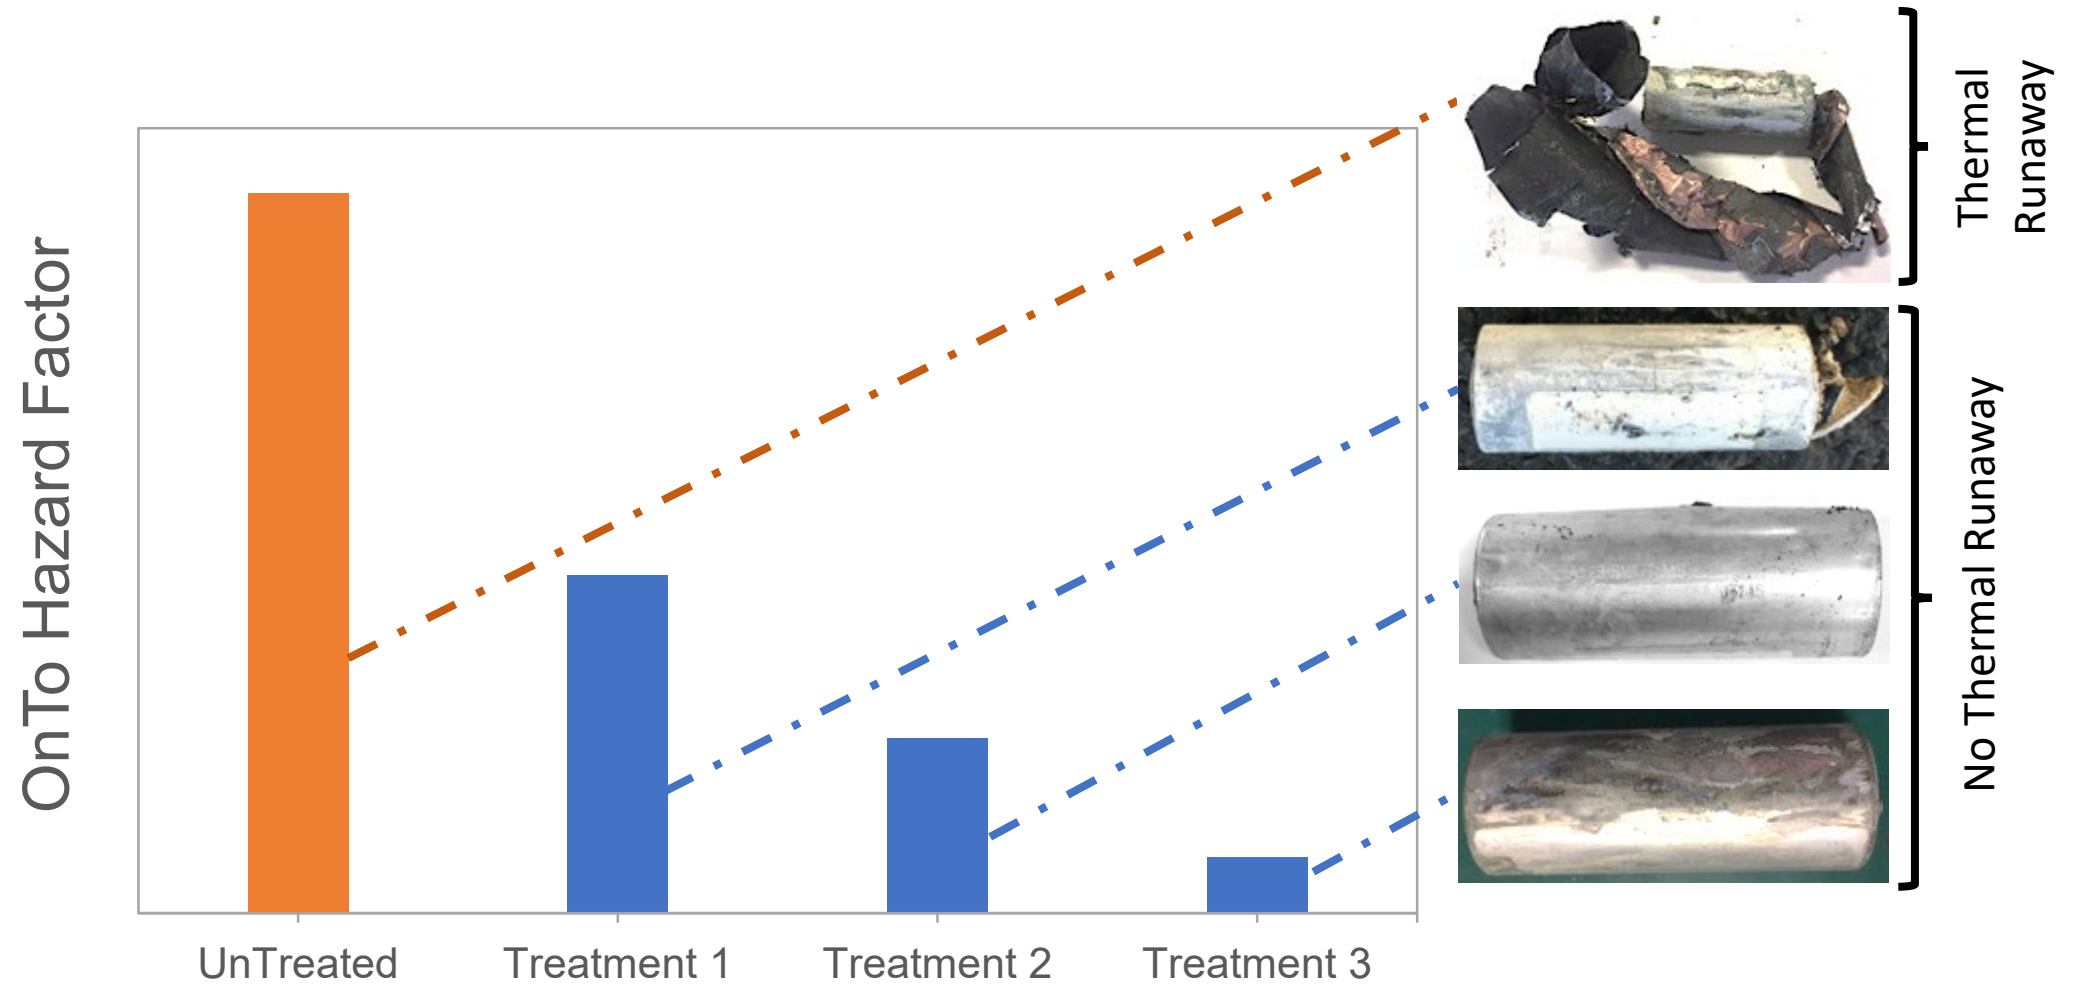 OnTo Hazard Factor
UnTreated
Treatment 1
Treatment 2
Treatment 3
Thermal
Runaway
No Thermal Runaway